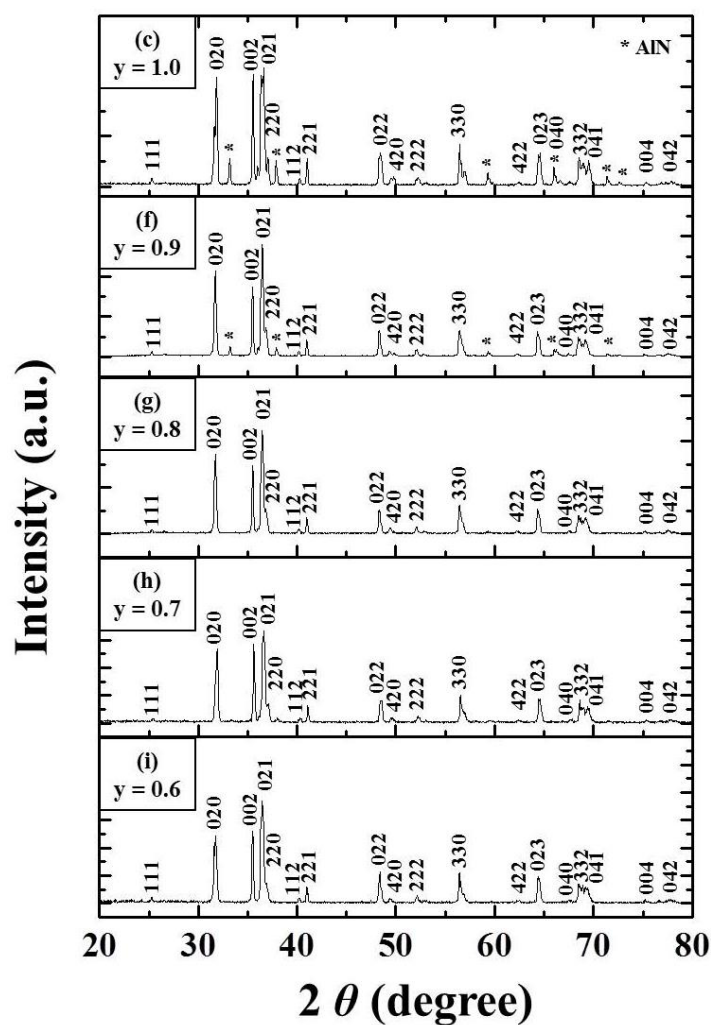 (c)
y = 1.0
111 020 * 002 021 220 * 112 221 022 420 222 330 * 422 023 * 040 332 041 * * 004 042
* AlN
(f)
y = 0.9
111 020 * 002 021 220 * 112 221 022 420 222 330 * 422 023 * 040 332 041 * 004 042
(g)
y = 0.8
111 020 002 021 220 112 221 022 420 222 330 422 023 040 332 041 004 042
(h)
y = 0.7
111 020 002 021 220 112 221 022 420 222 330 422 023 040 332 041 004 042
(i)
y = 0.6
111 020 002 021 220 112 221 022 420 222 330 422 023 040 332 041 004 042
Intensity (a.u.)
20 30 40 50 60 70 80
2 θ (degree)